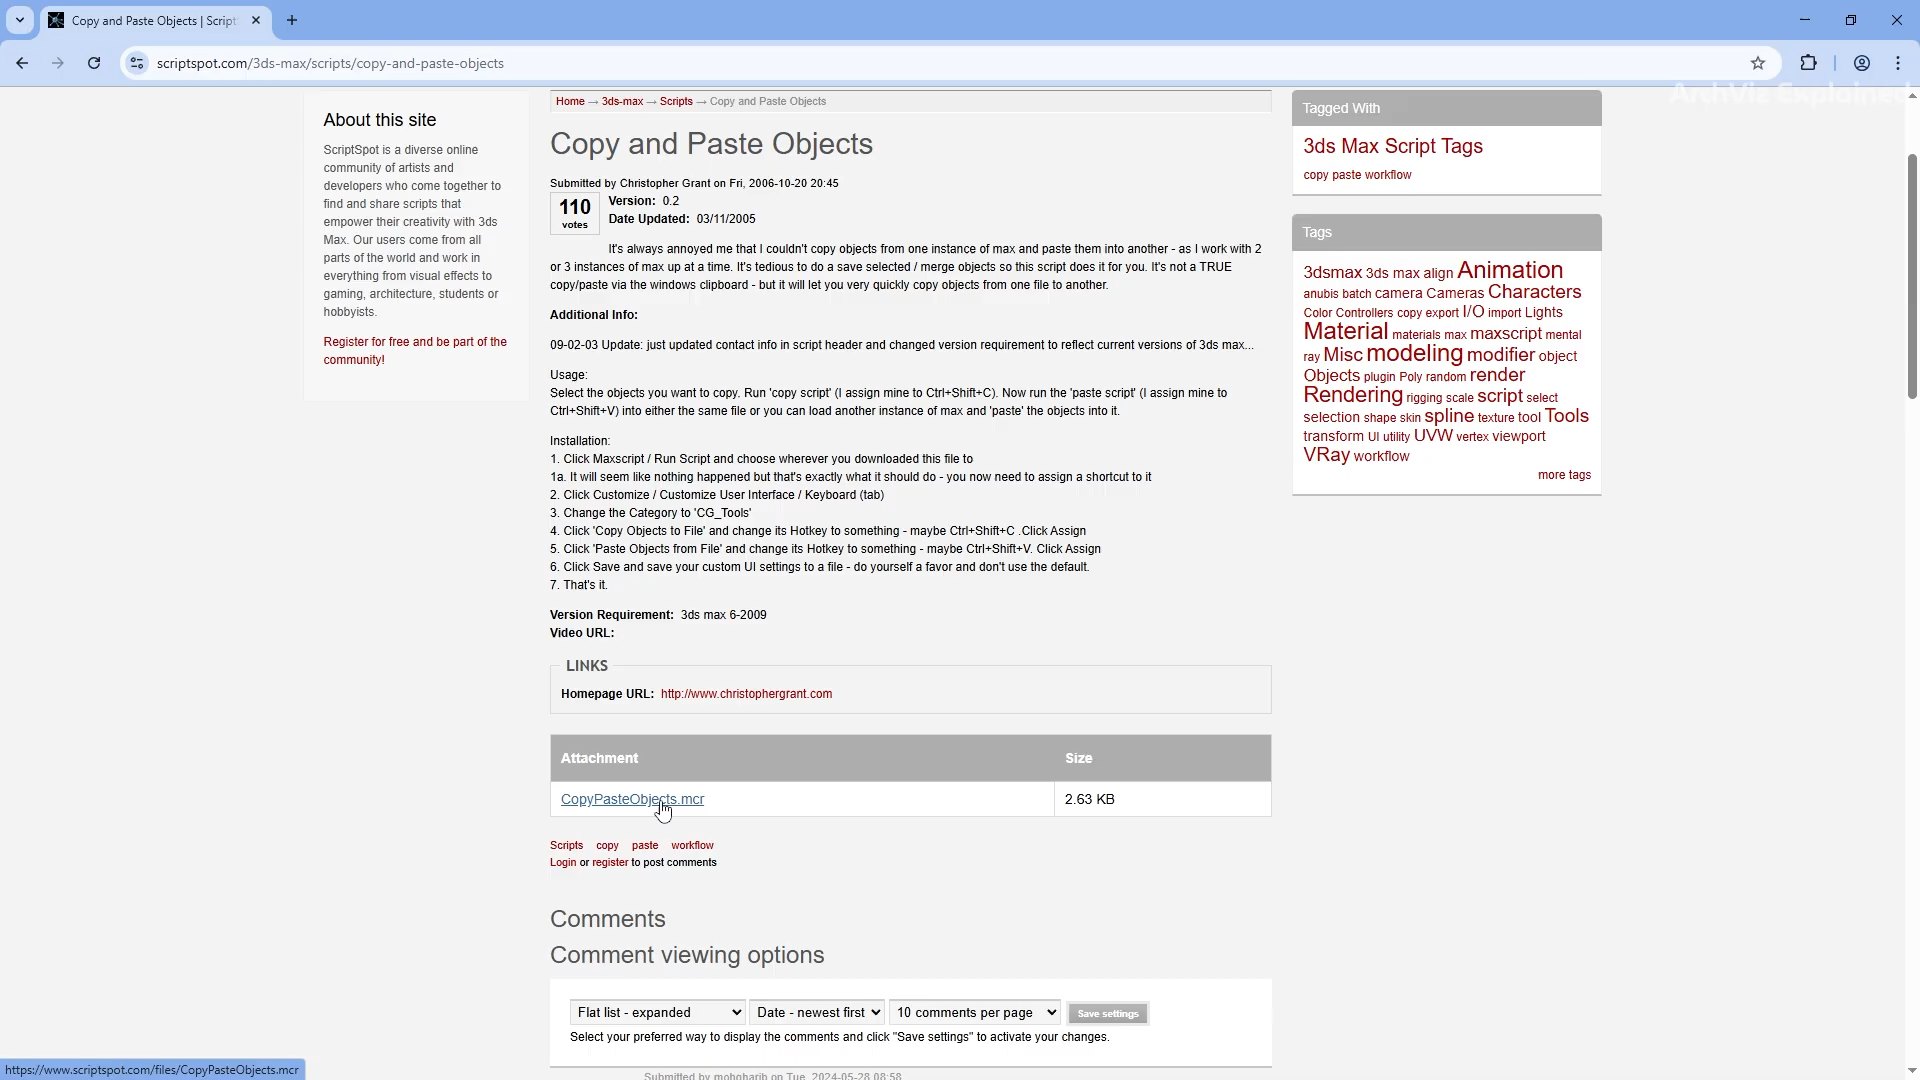 Copy and Paste Objects | Script
scriptspot.com/3ds-max/scripts/copy-and-paste-objects
ArchViz Explained
About this site
ScriptSpot is a diverse online
community of artists and
developers who come together to
find and share scripts that
empower their creativity with 3ds
Max. Our users come from all
parts of the world and work in
everything from visual effects to
gaming, architecture, students or
hobbyists.
Register for free and be part of the
community!
Home → 3ds-max → Scripts → Copy and Paste Objects
Copy and Paste Objects
Submitted by Christopher Grant on Fri, 2006-10-20 20:45
110
votes
Version: 0.2
Date Updated: 03/11/2005
It's always annoyed me that I couldn't copy objects from one instance of max and paste them into another - as I work with 2
or 3 instances of max up at a time. It's tedious to do a save selected / merge objects so this script does it for you. It's not a TRUE
copy/paste via the windows clipboard - but it will let you very quickly copy objects from one file to another.
Additional Info:
09-02-03 Update: just updated contact info in script header and changed version requirement to reflect current versions of 3ds max...
Usage:
Select the objects you want to copy. Run 'copy script' (I assign mine to Ctrl+Shift+C). Now run the 'paste script' (I assign mine to
Ctrl+Shift+V) into either the same file or you can load another instance of max and 'paste' the objects into it.
Installation:
1. Click Maxscript / Run Script and choose wherever you downloaded this file to
1a. It will seem like nothing happened but that's exactly what it should do - you now need to assign a shortcut to it
2. Click Customize / Customize User Interface / Keyboard (tab)
3. Change the Category to 'CG_Tools'
4. Click 'Copy Objects to File' and change its Hotkey to something - maybe Ctrl+Shift+C .Click Assign
5. Click 'Paste Objects from File' and change its Hotkey to something - maybe Ctrl+Shift+V. Click Assign
6. Click Save and save your custom UI settings to a file - do yourself a favor and don't use the default.
7. That's it.
Version Requirement: 3ds max 6-2009
Video URL:
LINKS
Homepage URL: http://www.christophergrant.com
Attachment Size
CopyPasteObjects.mcr 2.63 KB
Scripts copy paste workflow
Login or register to post comments
Comments
Comment viewing options
Flat list - expanded Date - newest first 10 comments per page Save settings
Select your preferred way to display the comments and click "Save settings" to activate your changes.
Submitted by mohgharib on Tue, 2024-05-28 08:58
Tagged With
3ds Max Script Tags
copy paste workflow
Tags
3dsmax 3ds max align Animation
anubis batch camera Cameras Characters
Color Controllers copy export I/O import Lights
Material materials max maxscript mental
ray Misc modeling modifier object
Objects plugin Poly random render
Rendering rigging scale script select
selection shape skin spline texture tool Tools
transform UI utility UVW vertex viewport
VRay workflow
more tags
https://www.scriptspot.com/files/CopyPasteObjects.mcr